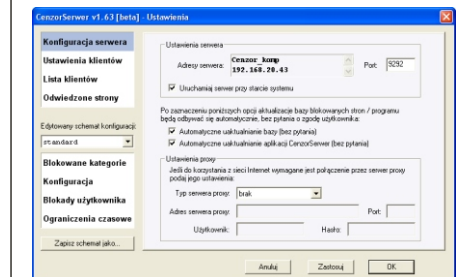 CenzorSerwer v1.63 [beta] - Ustawienia
Konfiguracja serwera
Ustawienia klientów
Lista klientów
Odwiedzone strony
Edytowany schemat konfiguracji:
standard
Blokowane kategorie
Konfiguracja
Blokady użytkownika
Ograniczenia czasowe
Zapisz schemat jako...
Ustawienia serwera
Adresy serwera:
Cenzor_komp
192.168.20.43
Port:
9292
Uruchamiaj serwer przy starcie systemu
Po zaznaczeniu poniższych opcji aktualizacje bazy blokowanych stron / programu
będą odbywać się automatycznie, bez pytania o zgodę użytkownika:
Automatyczne uaktualnianie bazy (bez pytania)
Automatyczne uaktualnianie aplikacji CenzorSerwer (bez pytania)
Ustawienia proxy
Jeśli do korzystania z sieci Internet wymagane jest połączenie przez serwer proxy
podaj jego ustawienia:
Typ serwera proxy:
brak
Adres serwera proxy:
Port:
Użytkownik:
Hasło:
Anuluj
Zastosuj
OK